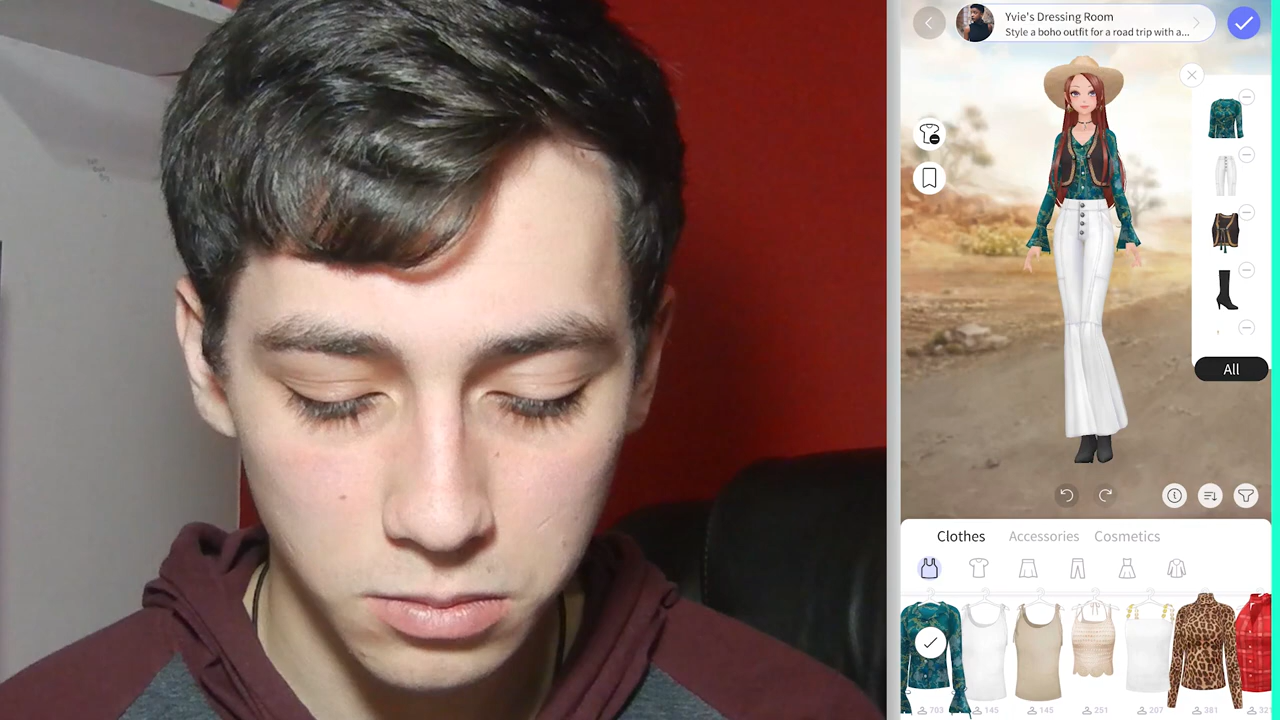 Yvie's Dressing Room
Style a boho outfit for a road trip with a...
All
Clothes
Accessories
Cosmetics
703
145
145
251
207
381
321